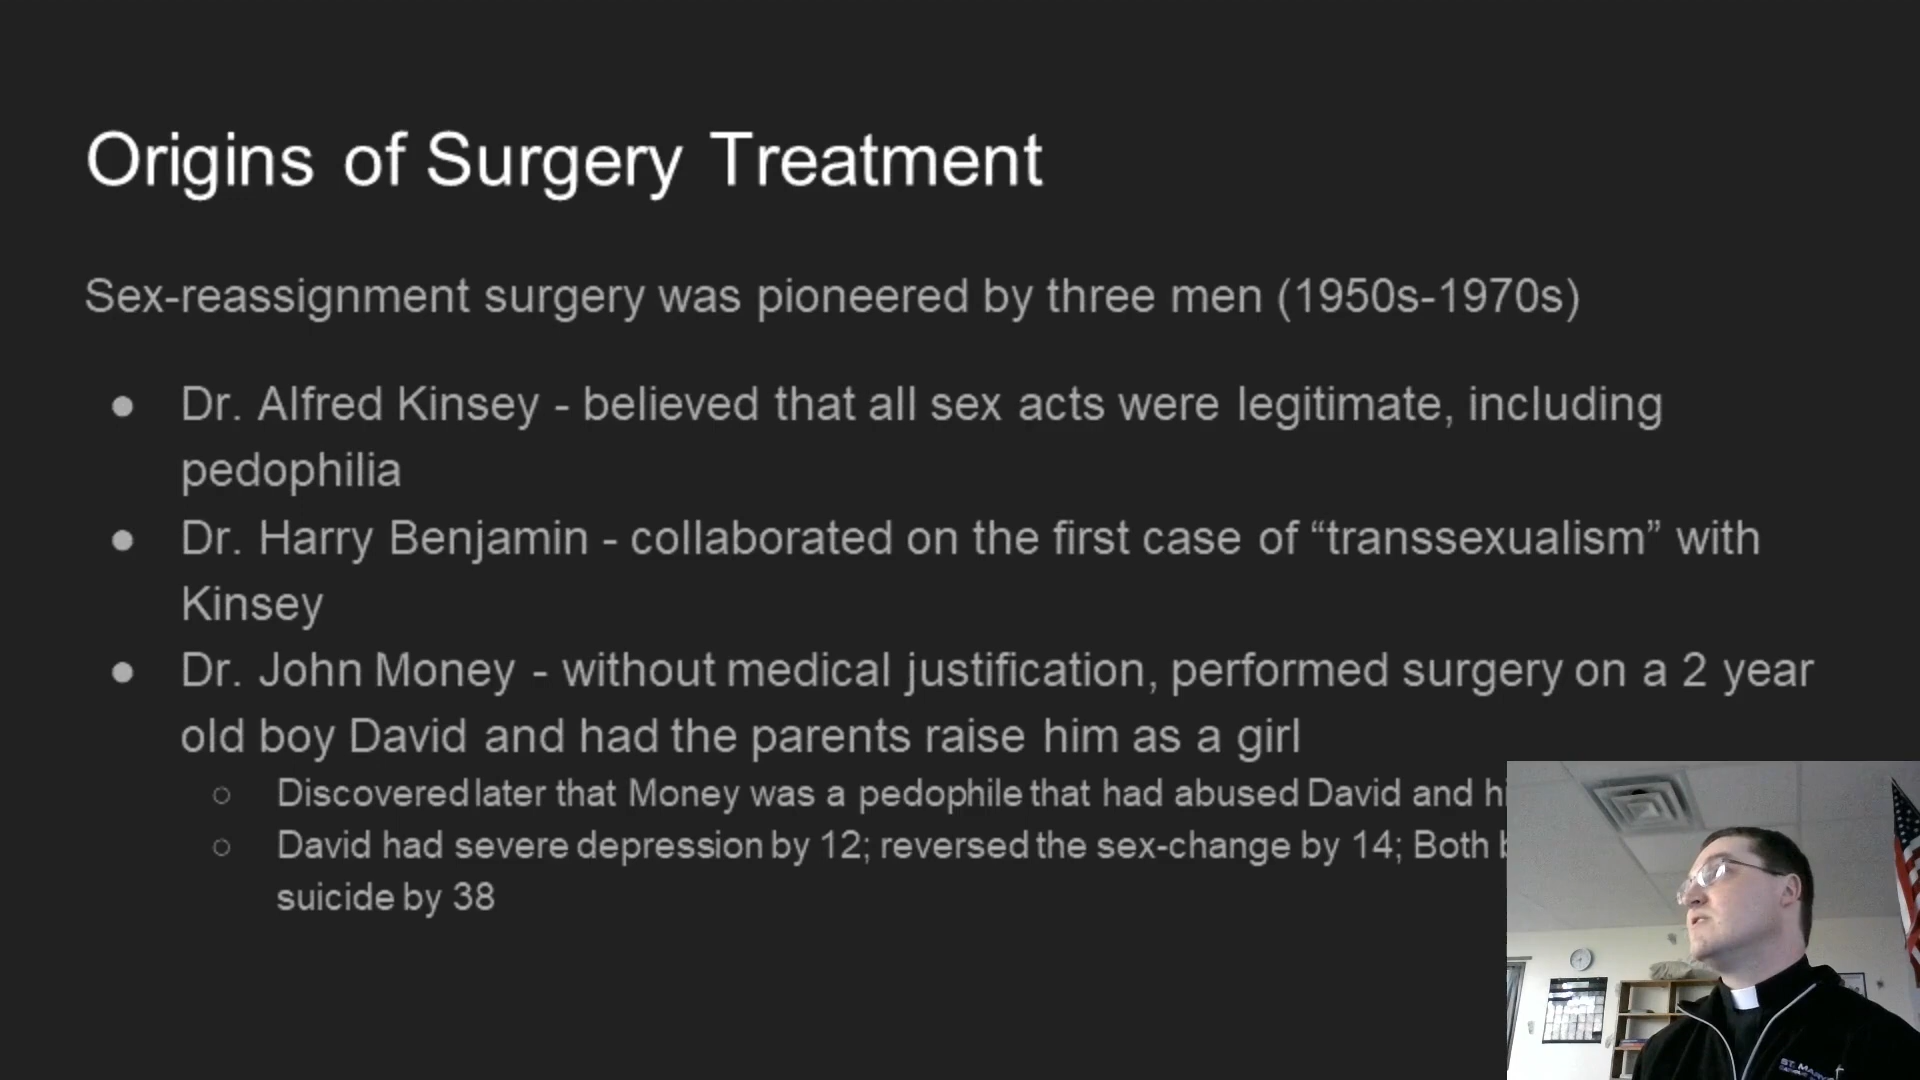 Origins of Surgery Treatment
Sex-reassignment surgery was pioneered by three men (1950s-1970s)
● Dr. Alfred Kinsey - believed that all sex acts were legitimate, including
pedophilia
● Dr. Harry Benjamin - collaborated on the first case of “transsexualism” with
Kinsey
● Dr. John Money - without medical justification, performed surgery on a 2 year
old boy David and had the parents raise him as a girl
○ Discovered later that Money was a pedophile that had abused David and
○ David had severe depression by 12; reversed the sex-change by 14; Both
suicide by 38
ST. MARY